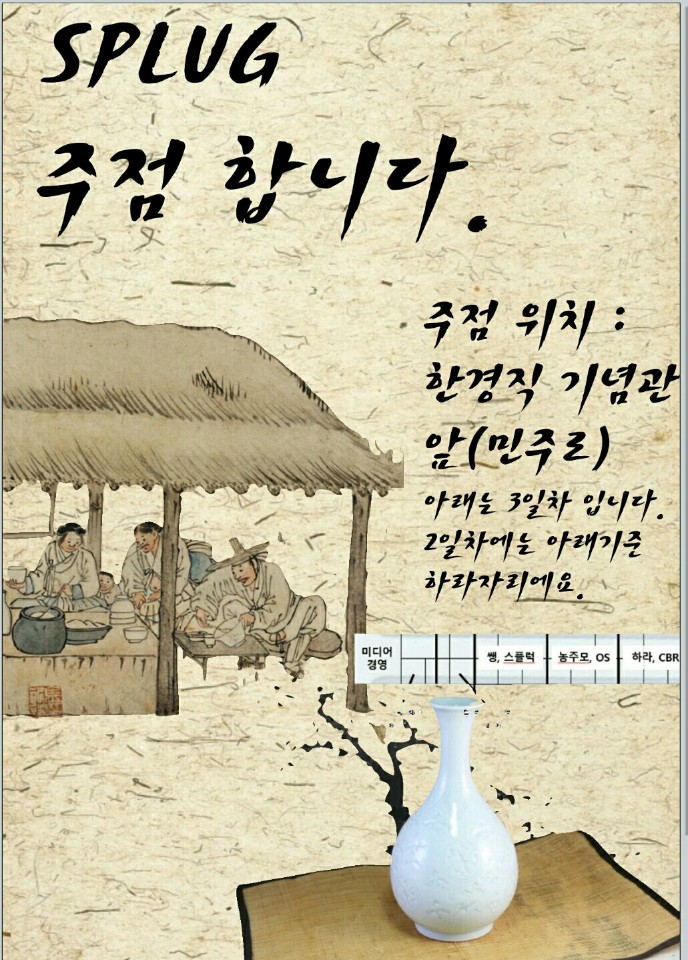 SPLUG
주점 합니다.
주점 위치 :
한경직 기념관
앞(민주로)
아래는 3일차 입니다.
2일차에는 아래기준
하라자리에요.
미디어
경영
쌩, 스플럭
농주모, OS
하라, CBR